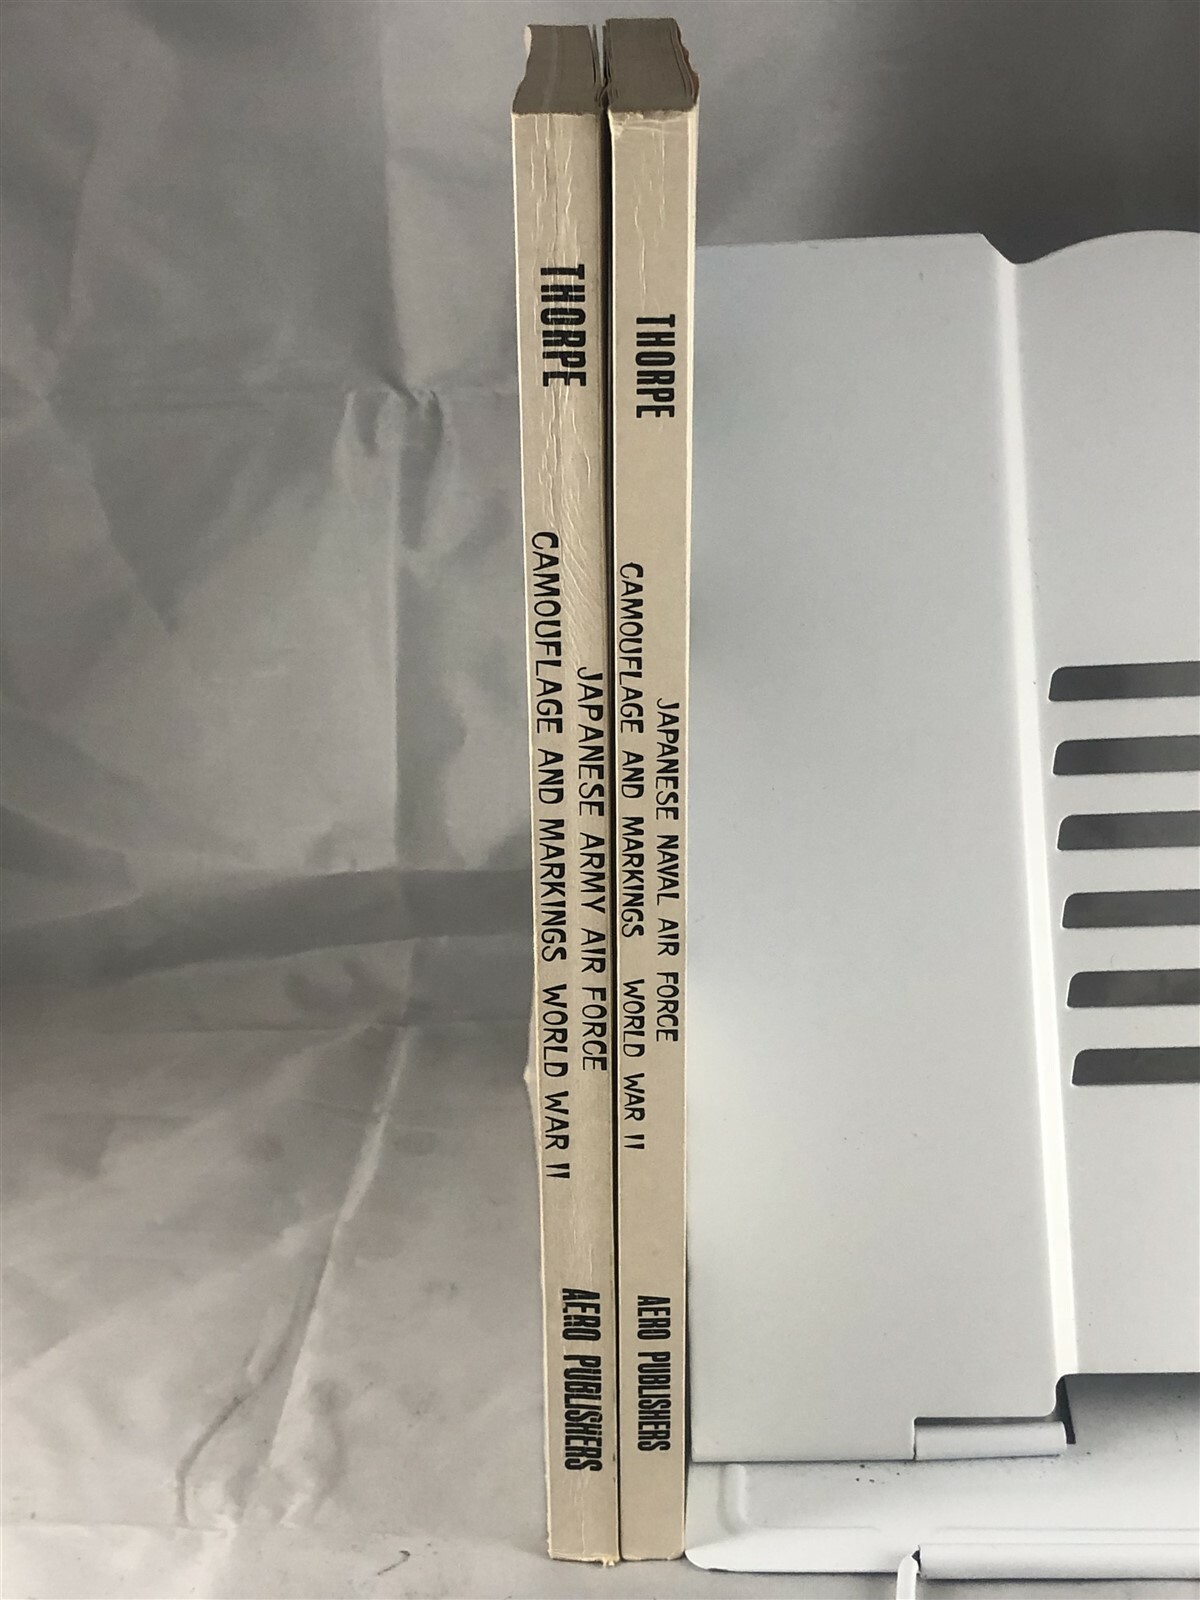 THORPE
JAPANESE ARMY AIR FORCE
CAMOUFLAGE AND MARKINGS WORLD WAR II
AERO PUBLISHERS
THORPE
JAPANESE NAVAL AIR FORCE
CAMOUFLAGE AND MARKINGS WORLD WAR II
AERO PUBLISHERS